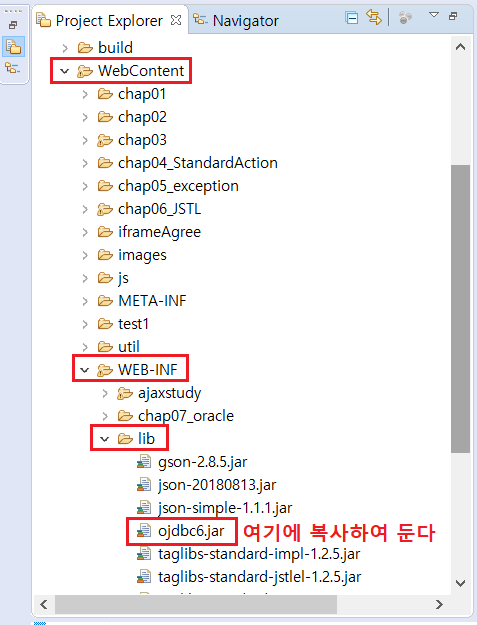 Project Explorer Navigator
build
WebContent
chap01
chap02
chap03
chap04_StandardAction
chap05_exception
chap06_JSTL
iframeAgree
images
js
META-INF
test1
util
WEB-INF
ajaxstudy
chap07_oracle
lib
gson-2.8.5.jar
json-20180813.jar
json-simple-1.1.1.jar
ojdbc6.jar 여기에 복사하여 둔다
taglibs-standard-impl-1.2.5.jar
taglibs-standard-jstlel-1.2.5.jar